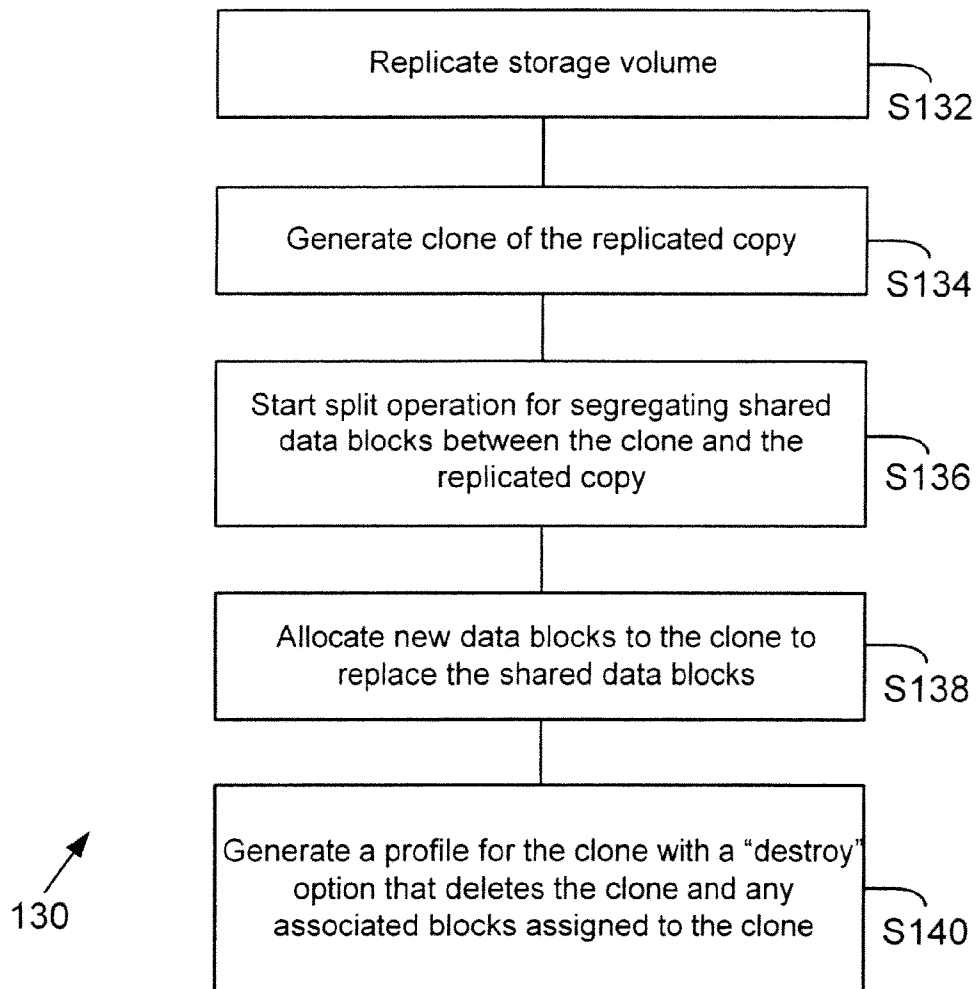 Replicate storage volume
S132
Generate clone of the replicated copy
S134
Start split operation for segregating shared
data blocks between the clone and the
replicated copy
S136
Allocate new data blocks to the clone to
replace the shared data blocks
S138
Generate a profile for the clone with a “destroy”
option that deletes the clone and any
associated blocks assigned to the clone
S140
130